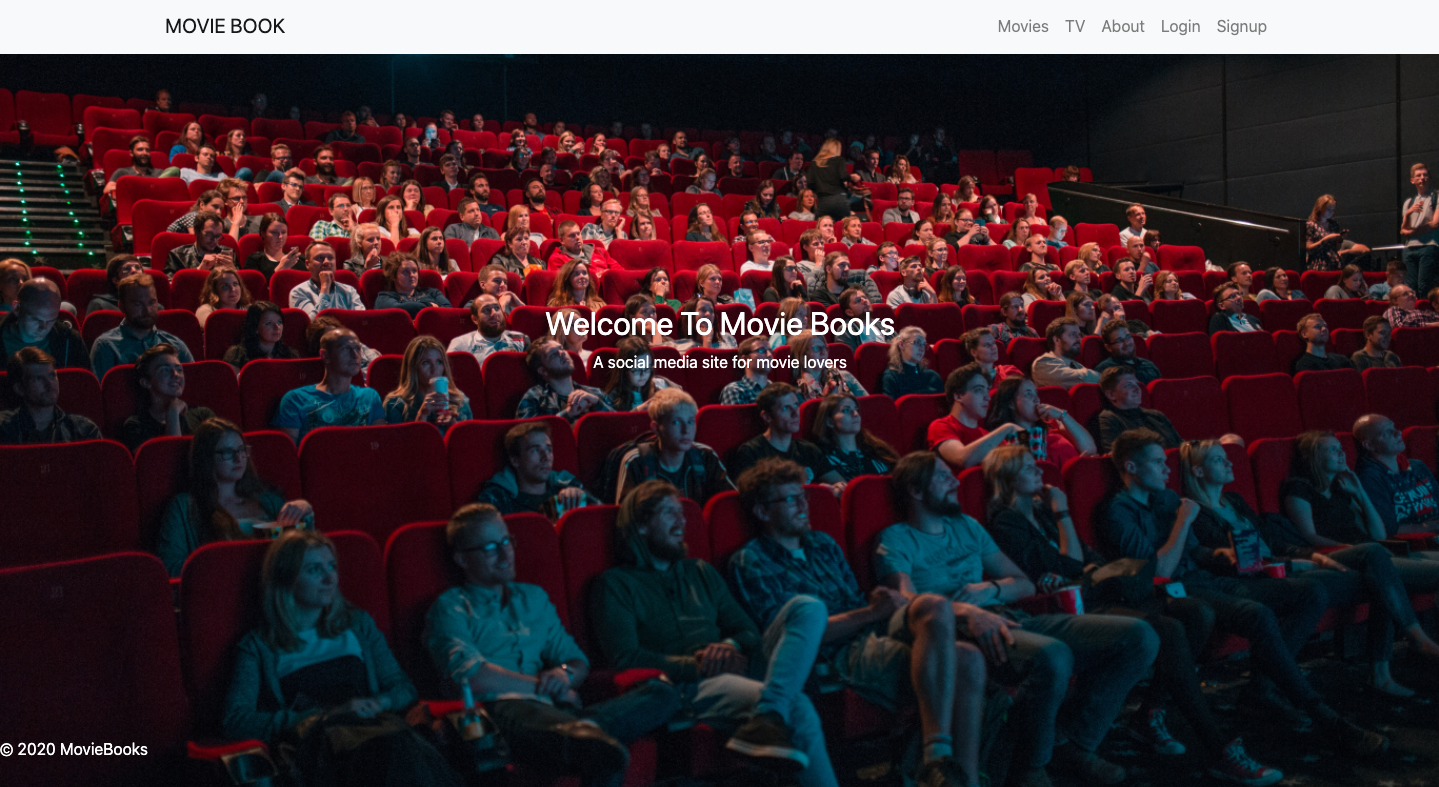 MOVIE BOOK
Movies TV About Login Signup
Welcome To Movie Books
A social media site for movie lovers
© 2020 MovieBooks